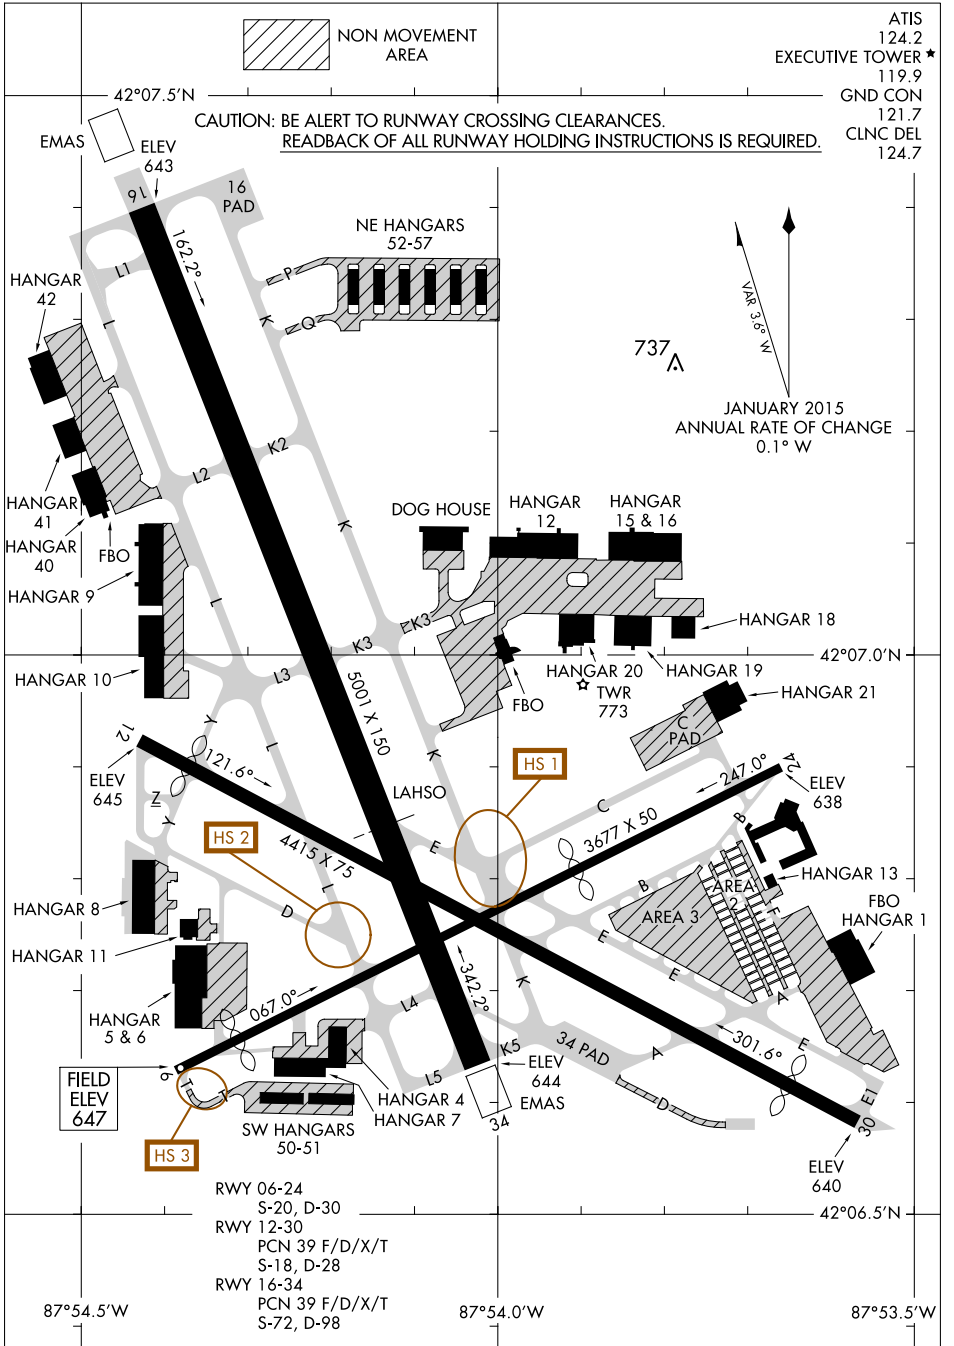 NON MOVEMENT
AREA
ATIS
124.2
EXECUTIVE TOWER ★
119.9
GND CON
121.7
CLNC DEL
124.7
42°07.5'N
CAUTION: BE ALERT TO RUNWAY CROSSING CLEARANCES.
READBACK OF ALL RUNWAY HOLDING INSTRUCTIONS IS REQUIRED.
EMAS
ELEV
643
16
16
PAD
162.2°
NE HANGARS
52-57
L1
P
K
Q
HANGAR
42
L
VAR 3.6° W
737
JANUARY 2015
ANNUAL RATE OF CHANGE
0.1° W
K2
L2
HANGAR
41
HANGAR
40
FBO
K
DOG HOUSE
HANGAR
12
HANGAR
15 & 16
HANGAR 9
L
K3
K3
HANGAR 18
42°07.0'N
HANGAR 10
L3
5001 X 150
HANGAR 20
HANGAR 19
TWR
773
FBO
HANGAR 21
C
PAD
12
Y
L
K
121.6°
HS 1
247.0°
24
ELEV
645
ELEV
638
LAHSO
C
3677 X 50
Z
Y
HS 2
4415 X 75
E
B
HANGAR 13
B
AREA
2
F
FBO
HANGAR 1
HANGAR 8
L
D
AREA 3
E
HANGAR 11
E
K
A
342.2°
067.0°
L4
HANGAR
5 & 6
301.6°
E
34 PAD
A
K5
FIELD
ELEV
647
6
T
T
L5
ELEV
644
EMAS
HANGAR 4
HANGAR 7
D
E1
30
34
SW HANGARS
50-51
HS 3
ELEV
640
RWY 06-24
S-20, D-30
RWY 12-30
PCN 39 F/D/X/T
S-18, D-28
RWY 16-34
PCN 39 F/D/X/T
S-72, D-98
42°06.5'N
87°54.5'W
87°54.0'W
87°53.5'W